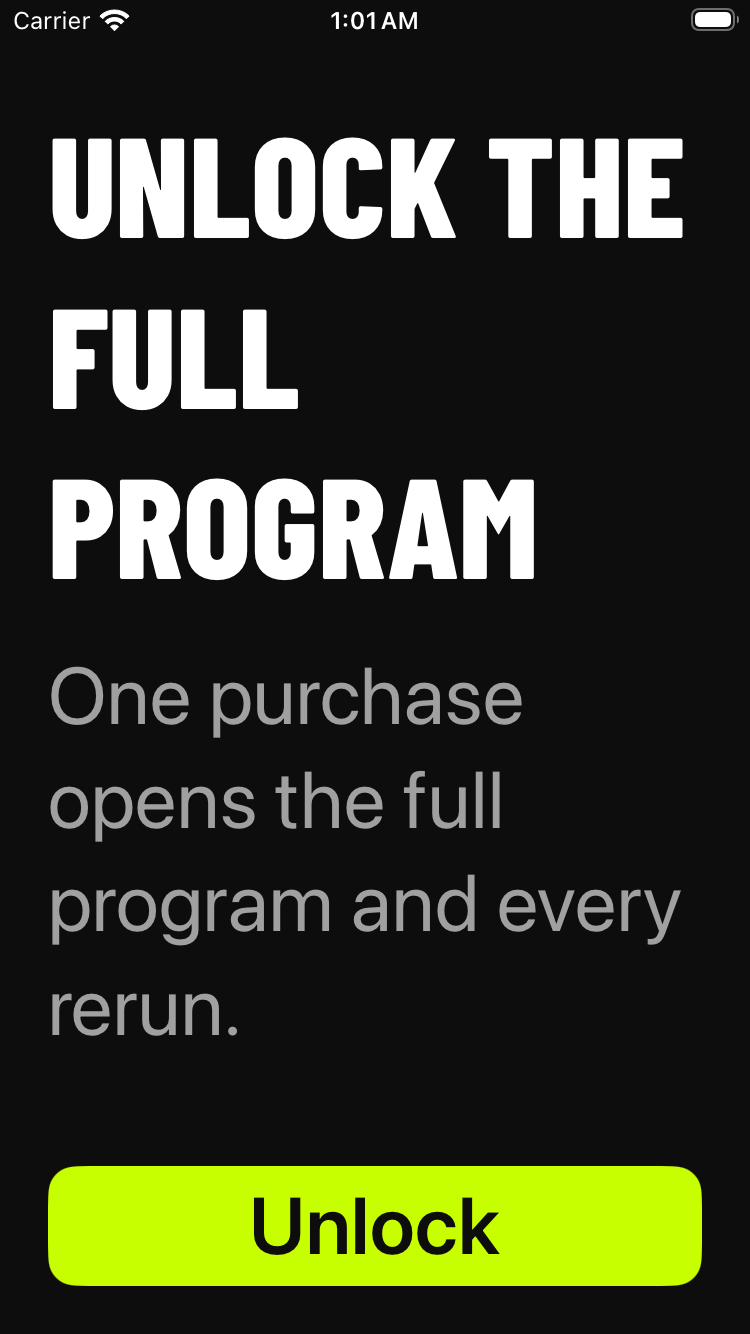 Carrier 1:01 AM
UNLOCK THE
FULL
PROGRAM
One purchase
opens the full
program and every
rerun.
Unlock